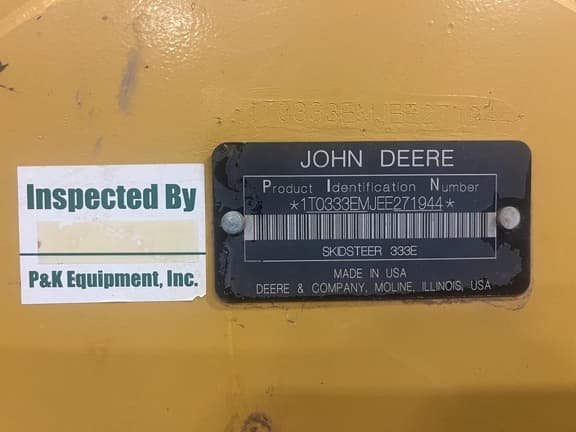 1T0333EMJEE271944
JOHN DEERE
Product Identification Number
*1T0333EMJEE271944*
SKIDSTEER 333E
MADE IN USA
DEERE & COMPANY, MOLINE, ILLINOIS, USA
Inspected By
P&K Equipment, Inc.